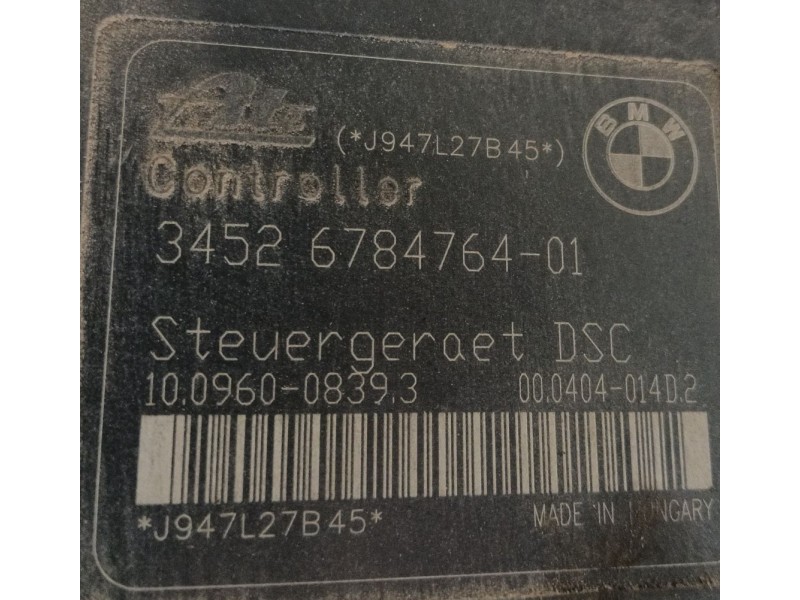 Ate
(*J947L27B45*)
BMW
Controller
3452 6784764-01
Steuergeraet DSC
10.0960-0839.3 00.0404-014D.2
*J947L27B45*
MADE IN HUNGARY